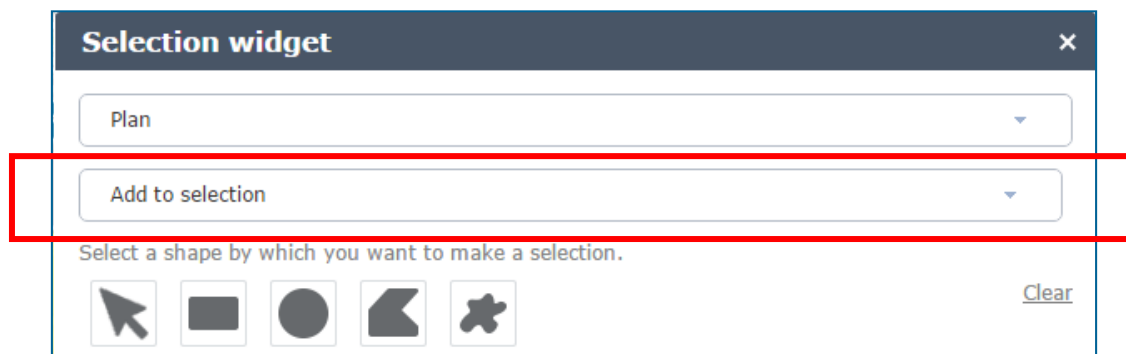 Selection widget ×
Plan
Add to selection
Select a shape by which you want to make a selection.
Clear